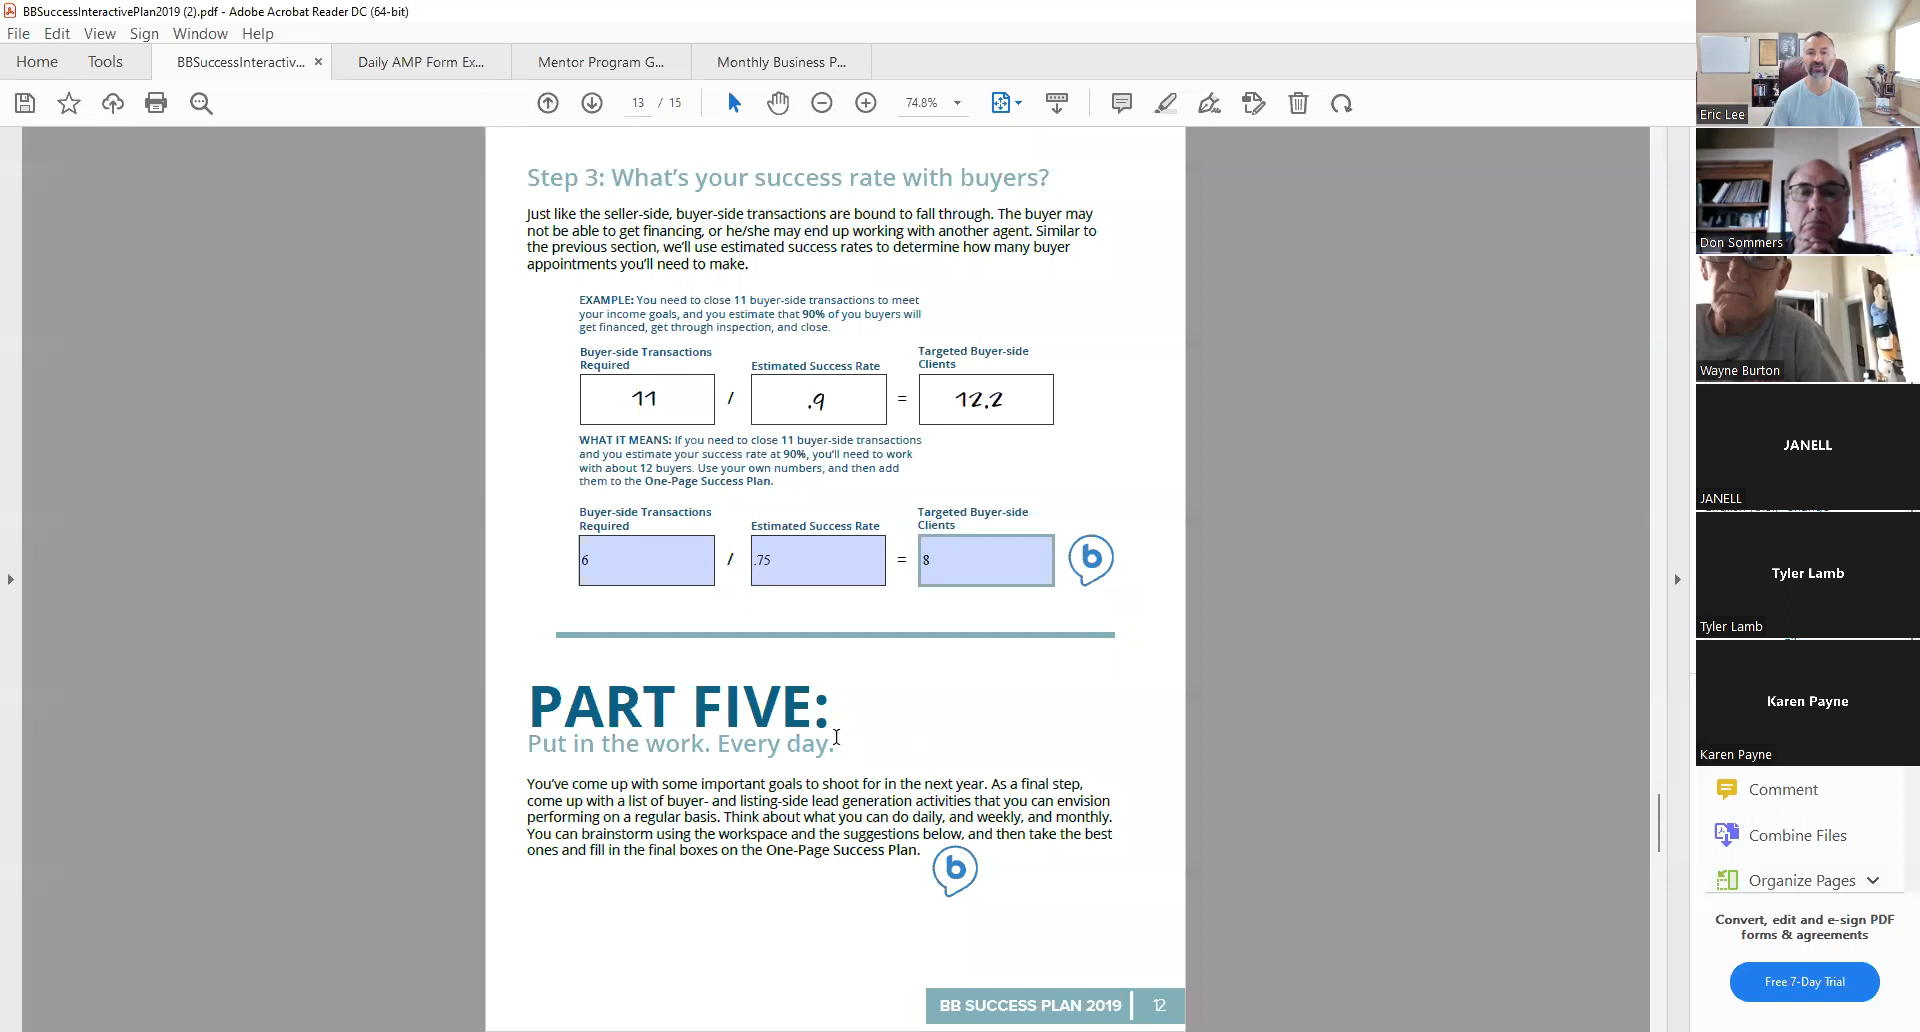 BBSuccessInteractivePlan2019 (2).pdf - Adobe Acrobat Reader DC (64-bit)
File Edit View Sign Window Help
Home Tools BBSuccessInteractiv... × Daily AMP Form Ex... Mentor Program G... Monthly Business P...
13 / 15 74.8%
Step 3: What's your success rate with buyers?
Just like the seller-side, buyer-side transactions are bound to fall through. The buyer may
not be able to get financing, or he/she may end up working with another agent. Similar to
the previous section, we'll use estimated success rates to determine how many buyer
appointments you'll need to make.
EXAMPLE: You need to close 11 buyer-side transactions to meet
your income goals, and you estimate that 90% of you buyers will
get financed, get through inspection, and close.
Buyer-side Transactions
Required
Estimated Success Rate
Targeted Buyer-side
Clients
11 / .9 = 12.2
WHAT IT MEANS: If you need to close 11 buyer-side transactions
and you estimate your success rate at 90%, you'll need to work
with about 12 buyers. Use your own numbers, and then add
them to the One-Page Success Plan.
Buyer-side Transactions
Required
Estimated Success Rate
Targeted Buyer-side
Clients
6 / .75 = 8
b
PART FIVE:
Put in the work. Every day.
You've come up with some important goals to shoot for in the next year. As a final step,
come up with a list of buyer- and listing-side lead generation activities that you can envision
performing on a regular basis. Think about what you can do daily, and weekly, and monthly.
You can brainstorm using the workspace and the suggestions below, and then take the best
ones and fill in the final boxes on the One-Page Success Plan.
b
BB SUCCESS PLAN 2019 12
Eric Lee
Don Sommers
Wayne Burton
JANELL
JANELL
Tyler Lamb
Tyler Lamb
Karen Payne
Karen Payne
Comment
Combine Files
Organize Pages
Convert, edit and e-sign PDF
forms & agreements
Free 7-Day Trial